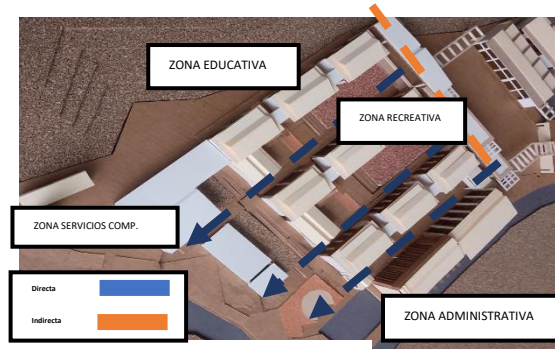 ZONA EDUCATIVA
ZONA RECREATIVA
ZONA SERVICIOS COMP.
Directa
Indirecta
ZONA ADMINISTRATIVA